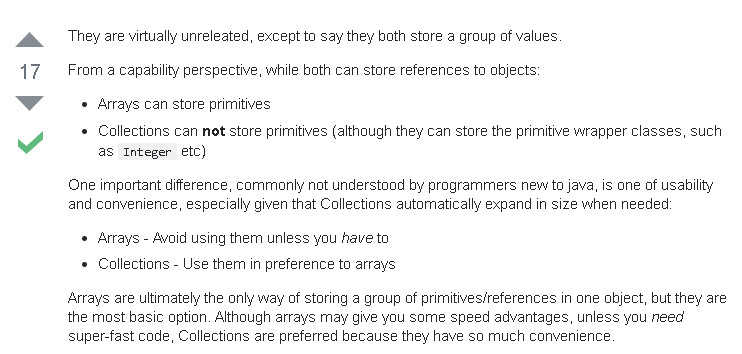 They are virtually unreleated, except to say they both store a group of values.
17
From a capability perspective, while both can store references to objects:
• Arrays can store primitives
• Collections can not store primitives (although they can store the primitive wrapper classes, such
as Integer etc)
One important difference, commonly not understood by programmers new to java, is one of usability
and convenience, especially given that Collections automatically expand in size when needed:
• Arrays - Avoid using them unless you have to
• Collections - Use them in preference to arrays
Arrays are ultimately the only way of storing a group of primitives/references in one object, but they are
the most basic option. Although arrays may give you some speed advantages, unless you need
super-fast code, Collections are preferred because they have so much convenience.